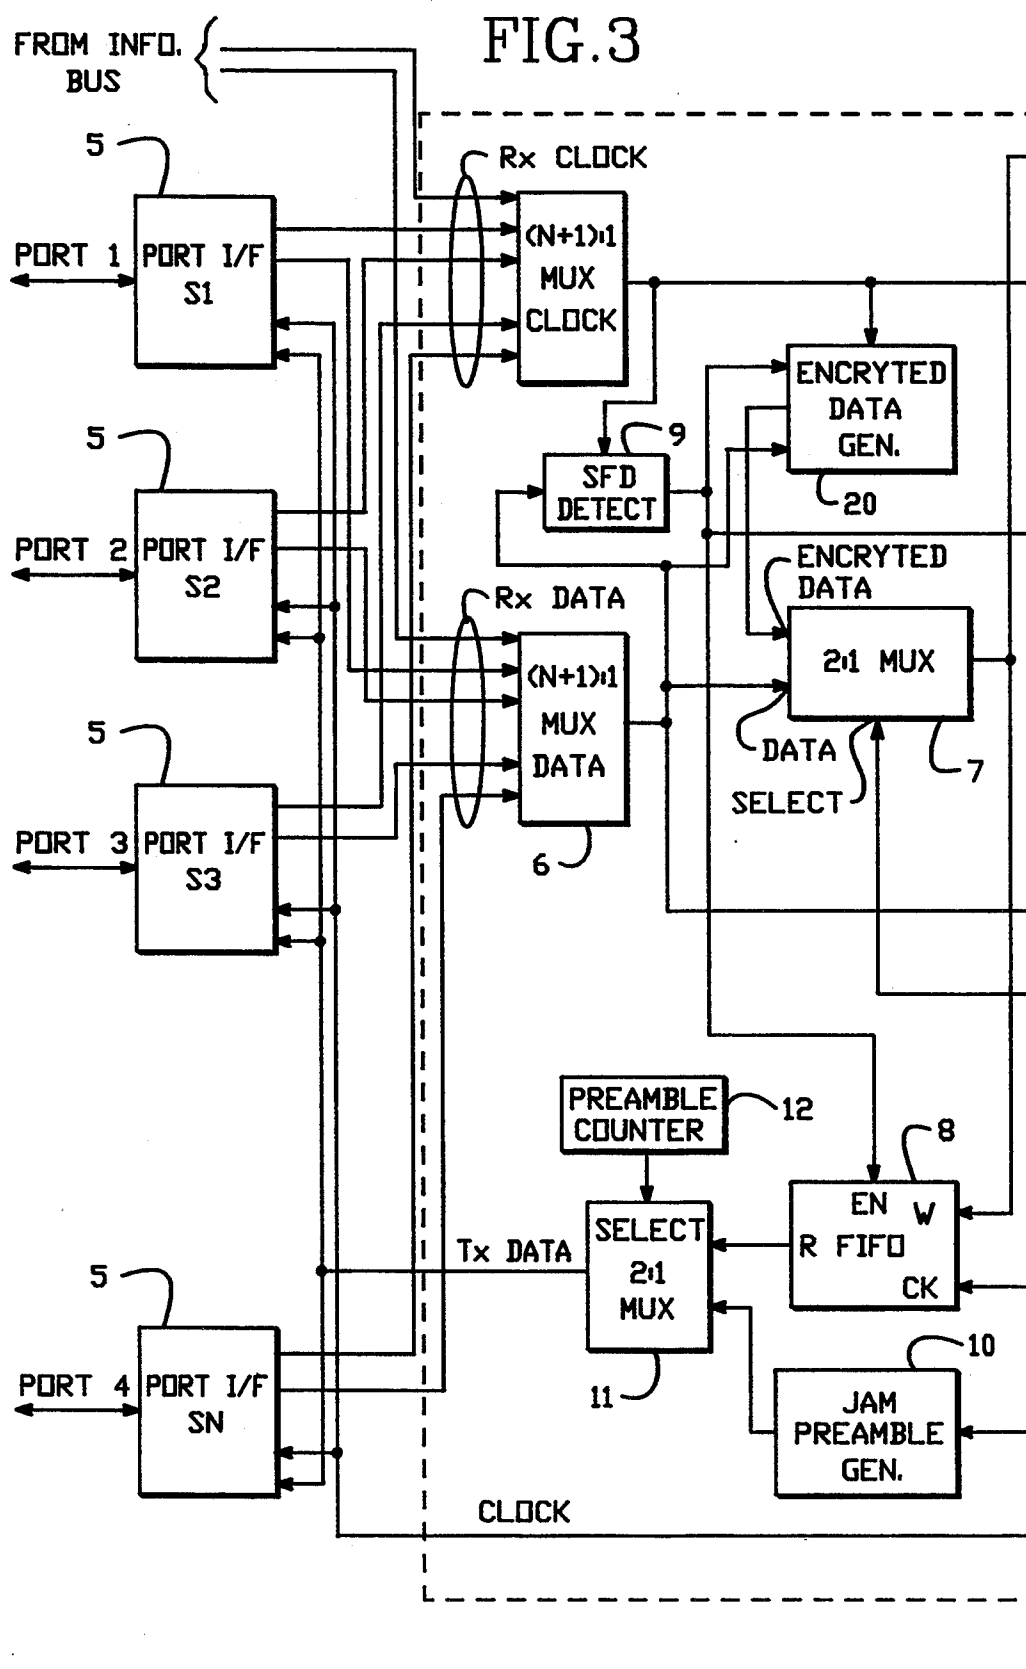 FIG.3
FROM INFO.
BUS
5
PORT 1
PORT I/F
S1
Rx CLOCK
(N+1):1
MUX
CLOCK
ENCRYTED
DATA
GEN.
20
5
PORT 2
PORT I/F
S2
9
SFD
DETECT
Rx DATA
(N+1):1
MUX
DATA
6
ENCRYTED
DATA
2:1 MUX
DATA
SELECT
7
5
PORT 3
PORT I/F
S3
PREAMBLE
COUNTER
12
8
EN
W
R FIFO
CK
SELECT
2:1
MUX
11
Tx DATA
5
PORT 4
PORT I/F
SN
10
JAM
PREAMBLE
GEN.
CLOCK